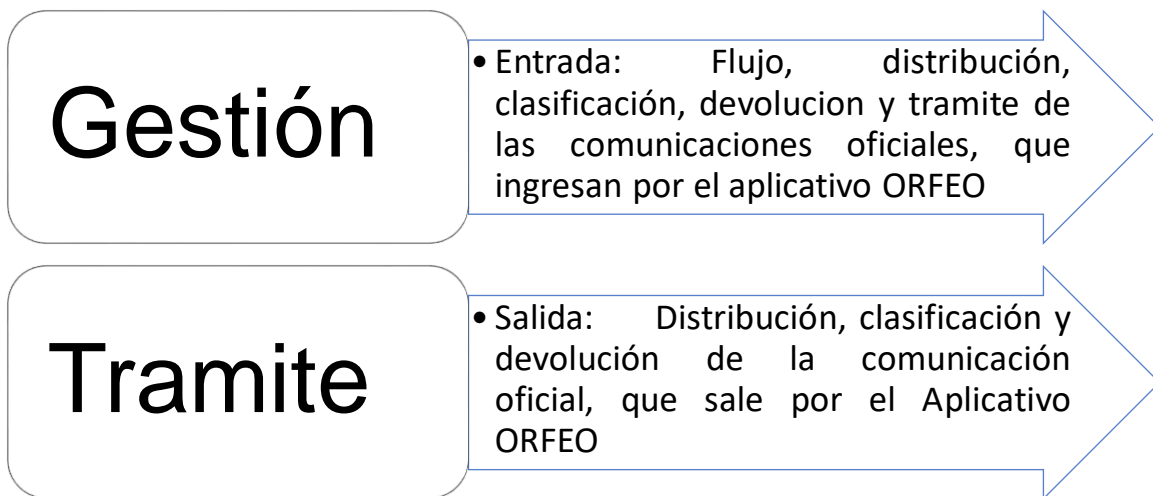 Gestión
• Entrada: Flujo, distribución,
clasificación, devolucion y tramite de
las comunicaciones oficiales, que
ingresan por el aplicativo ORFEO
Tramite
• Salida: Distribución, clasificación y
devolución de la comunicación
oficial, que sale por el Aplicativo
ORFEO